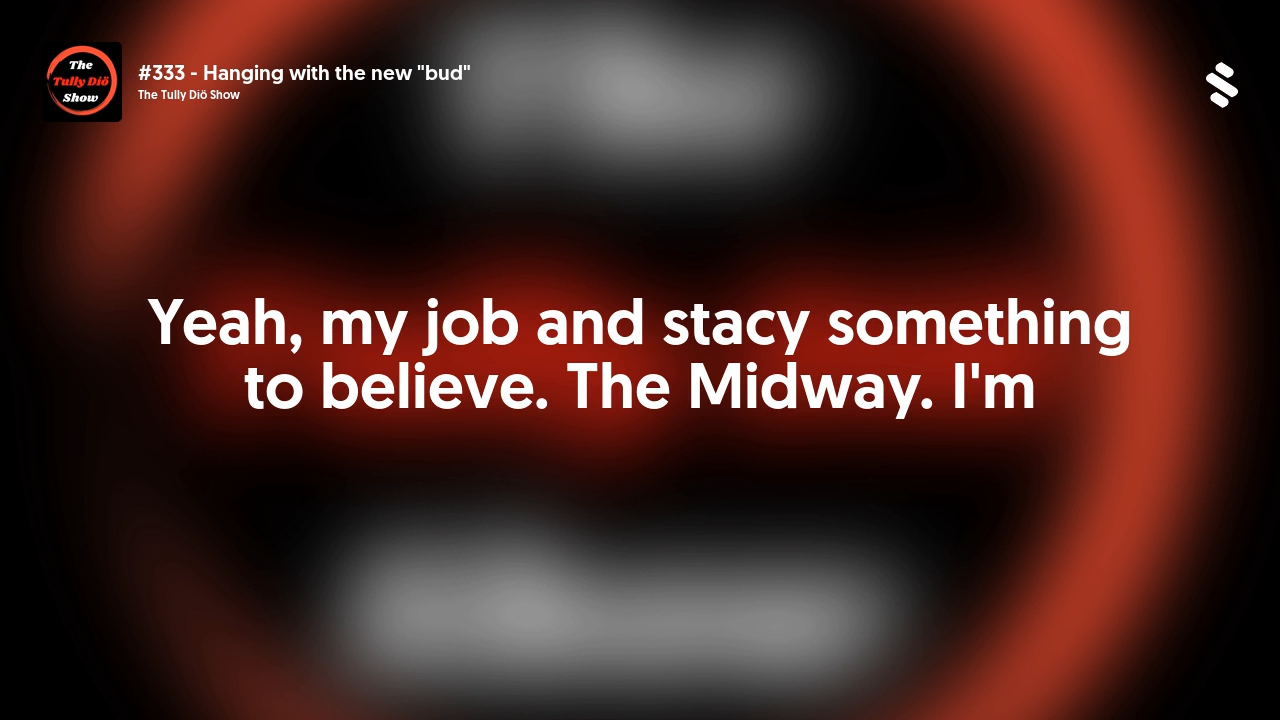 The
Tully Diö
Show
#333 - Hanging with the new "bud"
The Tully Diö Show
Yeah, my job and stacy something
to believe. The Midway. I'm